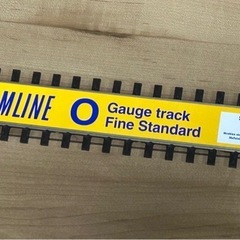 MLINE
O
Gauge track
Fine Standard